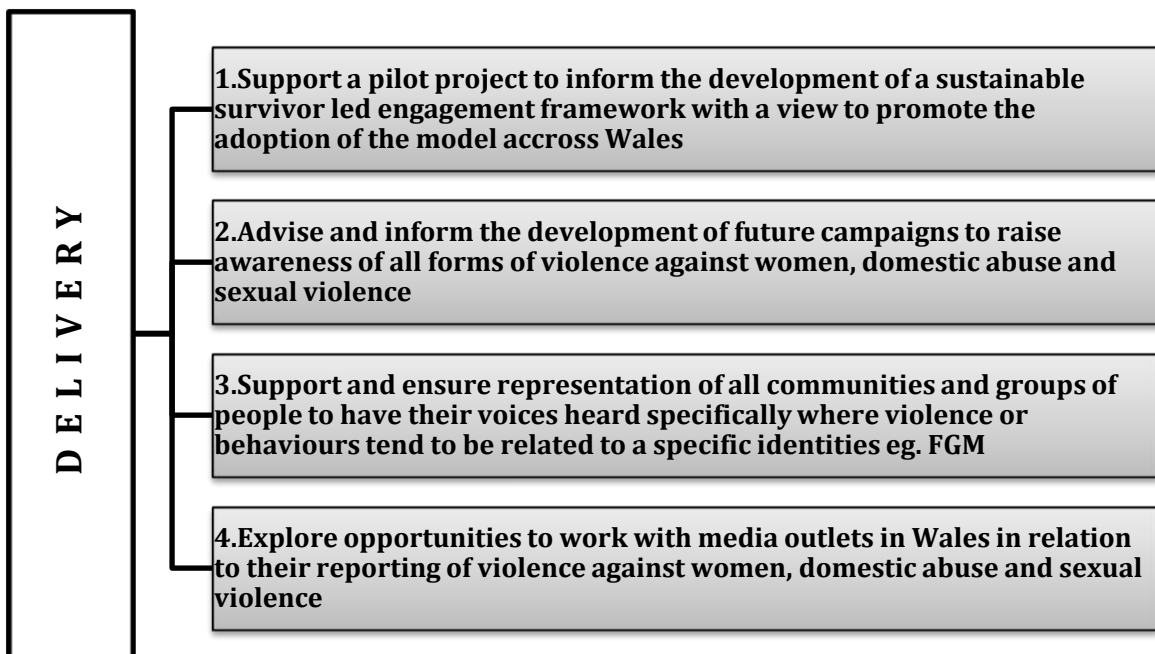 DELIVERY
1.Support a pilot project to inform the development of a sustainable
survivor led engagement framework with a view to promote the
adoption of the model accross Wales
2.Advise and inform the development of future campaigns to raise
awareness of all forms of violence against women, domestic abuse and
sexual violence
3.Support and ensure representation of all communities and groups of
people to have their voices heard specifically where violence or
behaviours tend to be related to a specific identities eg. FGM
4.Explore opportunities to work with media outlets in Wales in relation
to their reporting of violence against women, domestic abuse and sexual
violence